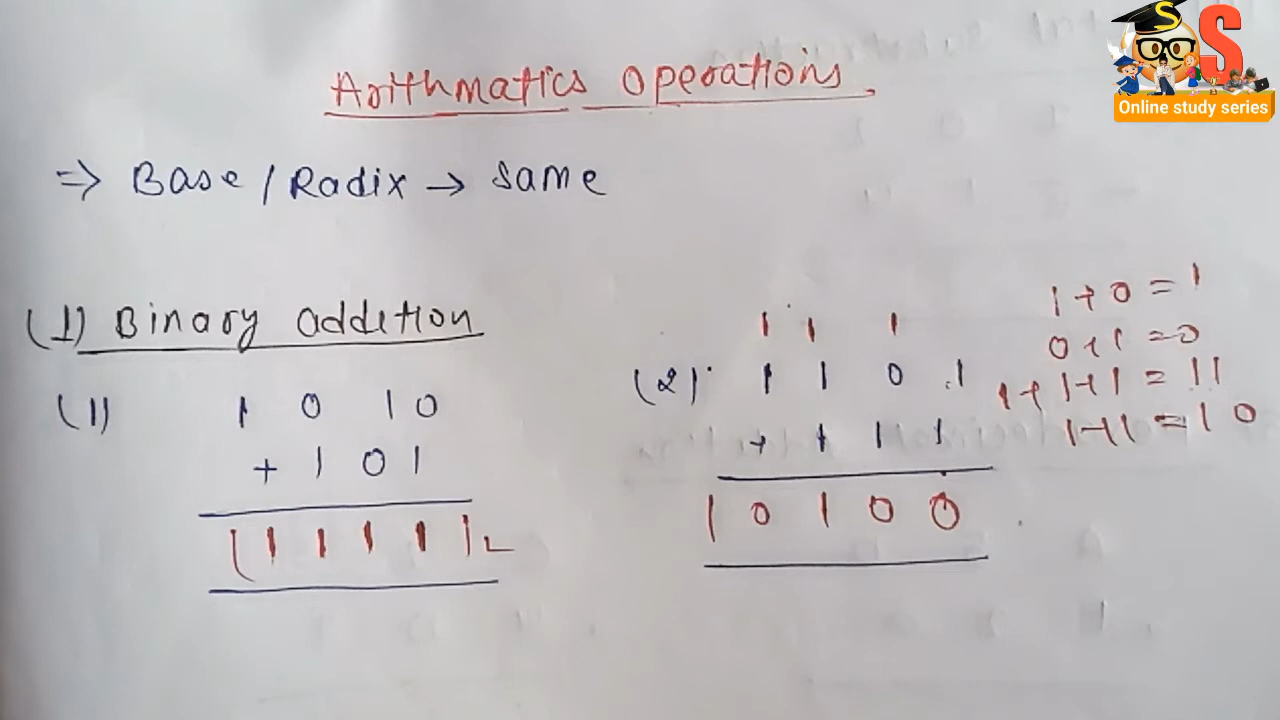 S S
Online study series
Arithmatics Operations.
⇒ Base / Radix → Same
(1) Binary addition
(1) 1 0 1 0
+ 1 0 1
(1 1 1 1)2
(2) 1 1 1
1 1 0 1
+ 1 1 1
1 0 1 0 0
1 + 0 = 1
0 + 1 = 0
1 + 1 + 1 = 11
1 + 1 = 1 0